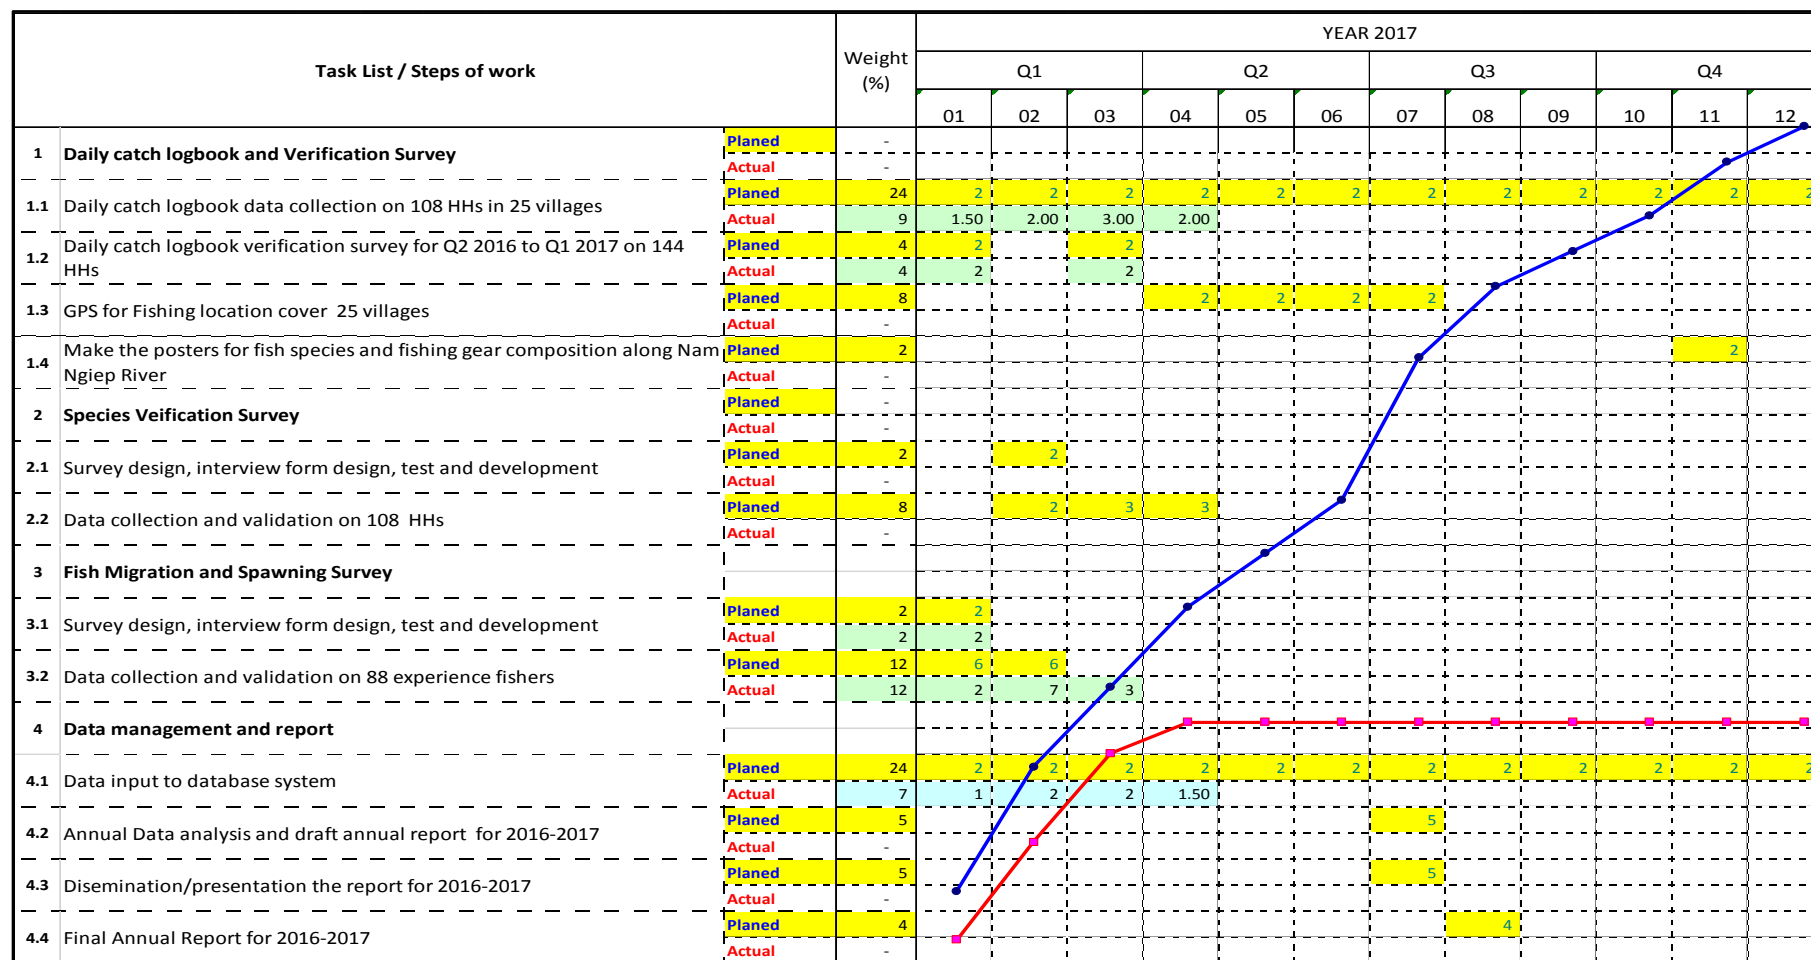 Task List / Steps of work Weight (%) YEAR 2017
Q1 Q2 Q3 Q4
01 02 03 04 05 06 07 08 09 10 11 12
1 Daily catch logbook and Verification Survey Planed -
Actual -
1.1 Daily catch logbook data collection on 108 HHs in 25 villages Planed 24 2 2 2 2 2 2 2 2 2 2 2 2
Actual 9 1.50 2.00 3.00 2.00
1.2 Daily catch logbook verification survey for Q2 2016 to Q1 2017 on 144 HHs Planed 4 2 2
Actual 4 2 2
1.3 GPS for Fishing location cover 25 villages Planed 8 2 2 2 2
Actual -
1.4 Make the posters for fish species and fishing gear composition along Nam Ngiep River Planed 2 2
Actual -
2 Species Veification Survey Planed -
Actual -
2.1 Survey design, interview form design, test and development Planed 2 2
Actual -
2.2 Data collection and validation on 108 HHs Planed 8 2 3 3
Actual -
3 Fish Migration and Spawning Survey
3.1 Survey design, interview form design, test and development Planed 2 2
Actual 2 2
3.2 Data collection and validation on 88 experience fishers Planed 12 6 6
Actual 12 2 7 3
4 Data management and report
4.1 Data input to database system Planed 24 2 2 2 2 2 2 2 2 2 2 2 2
Actual 7 1 2 2 1.50
4.2 Annual Data analysis and draft annual report for 2016-2017 Planed 5 5
Actual -
4.3 Disemination/presentation the report for 2016-2017 Planed 5 5
Actual -
4.4 Final Annual Report for 2016-2017 Planed 4 4
Actual -